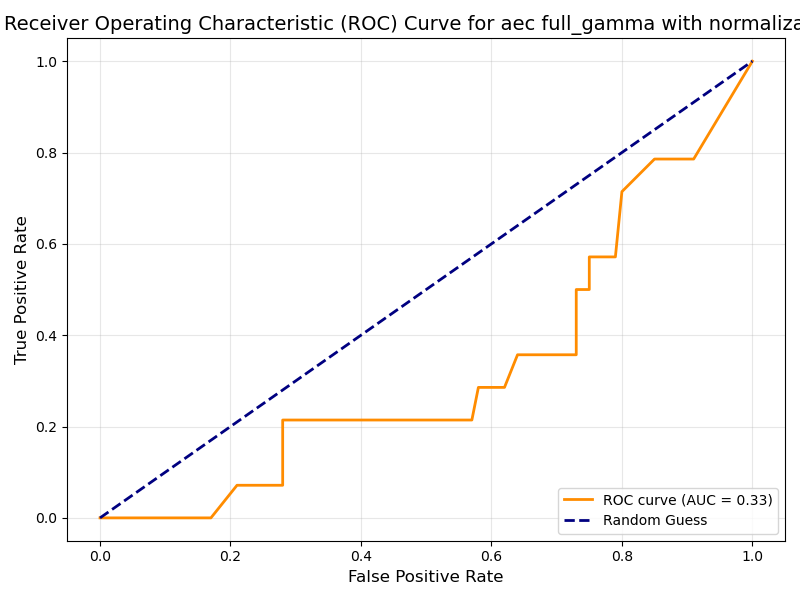 Receiver Operating Characteristic (ROC) Curve for aec full_gamma with normaliza
1.0
0.8
0.6
0.4
0.2
0.0
True Positive Rate
0.0 0.2 0.4 0.6 0.8 1.0
False Positive Rate
ROC curve (AUC = 0.33)
Random Guess